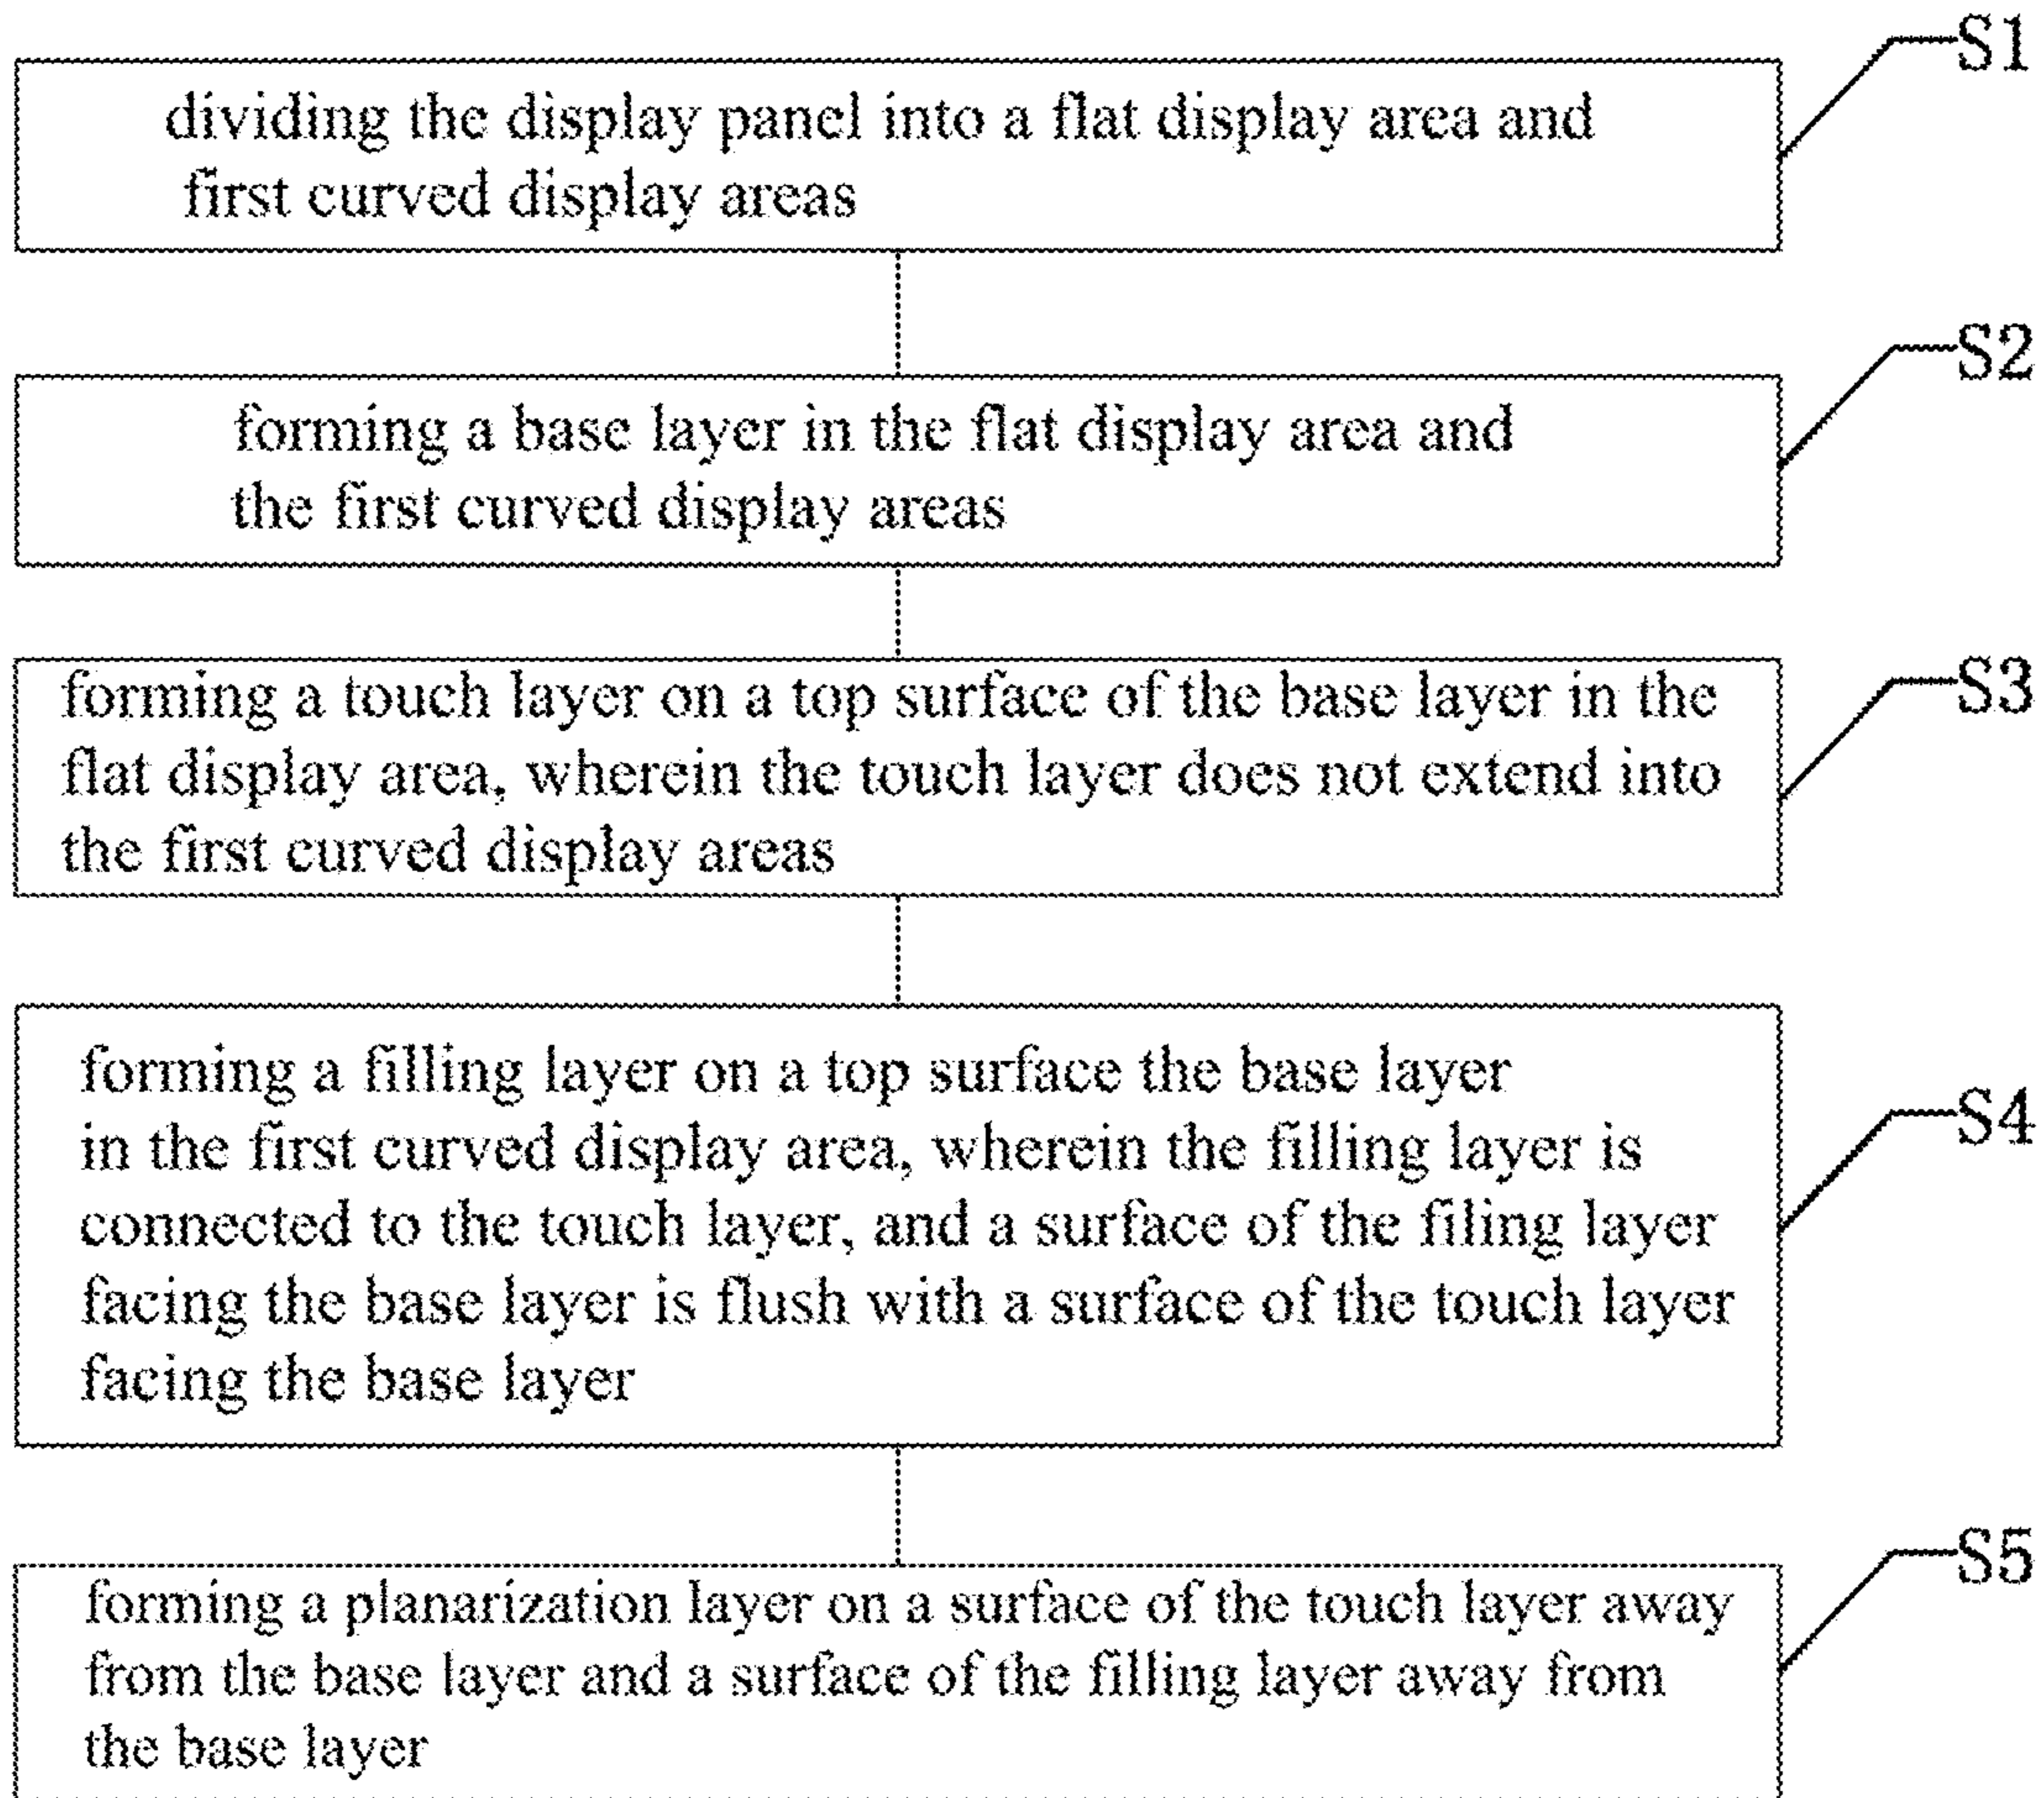 S1
dividing the display panel into a flat display area and
first curved display areas
S2
forming a base layer in the flat display area and
the first curved display areas
S3
forming a touch layer on a top surface of the base layer in the
flat display area, wherein the touch layer does not extend into
the first curved display areas
S4
forming a filling layer on a top surface the base layer
in the first curved display area, wherein the filling layer is
connected to the touch layer, and a surface of the filing layer
facing the base layer is flush with a surface of the touch layer
facing the base layer
S5
forming a planarization layer on a surface of the touch layer away
from the base layer and a surface of the filling layer away from
the base layer